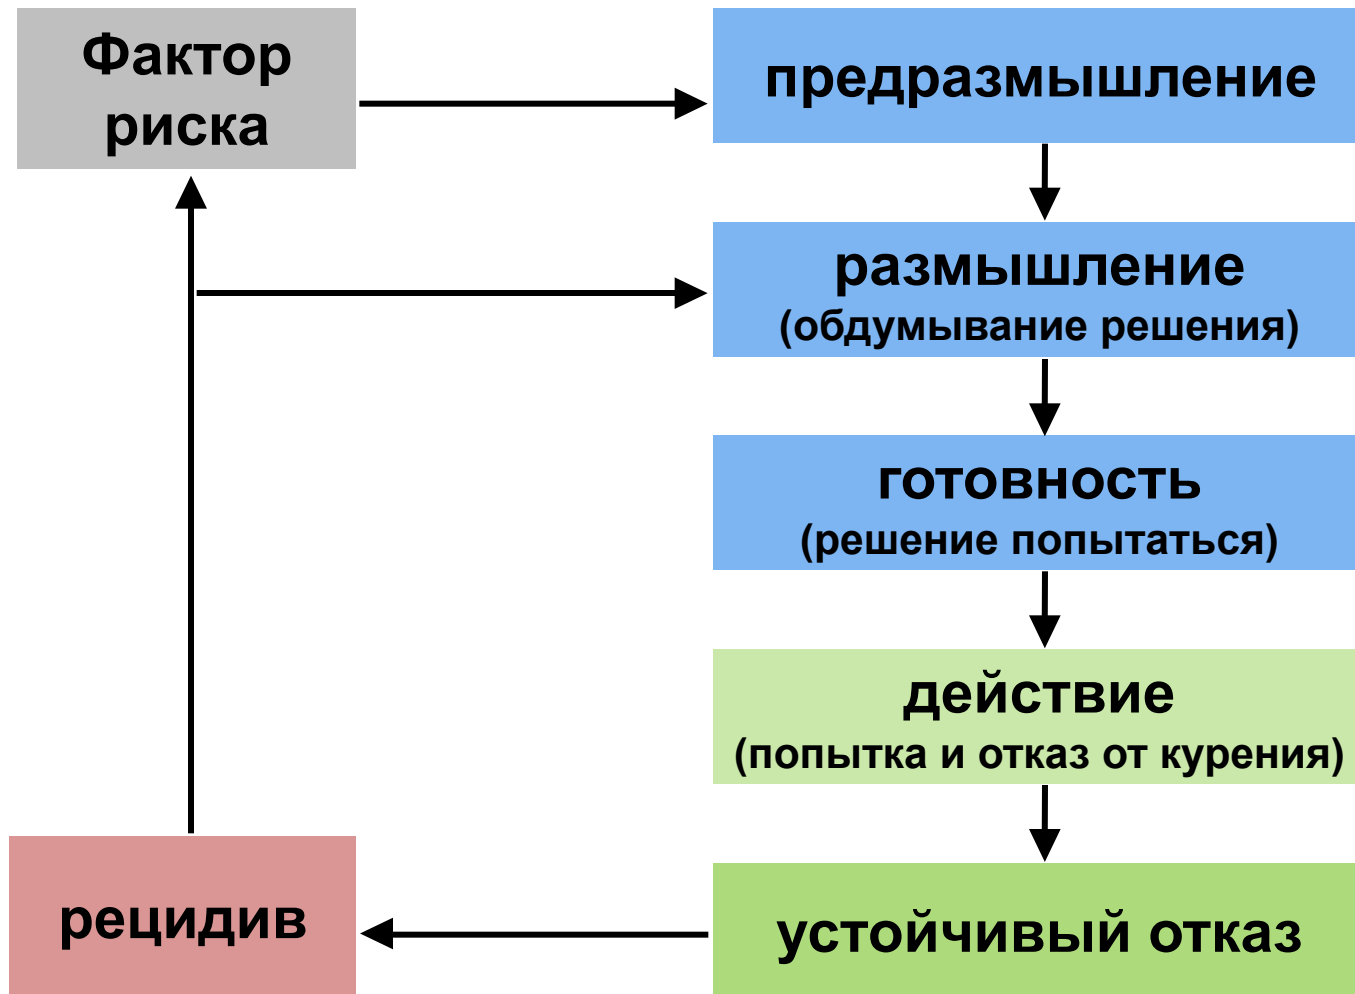 Фактор
риска
предразмышление
размышление
(обдумывание решения)
готовность
(решение попытаться)
действие
(попытка и отказ от курения)
рецидив
устойчивый отказ